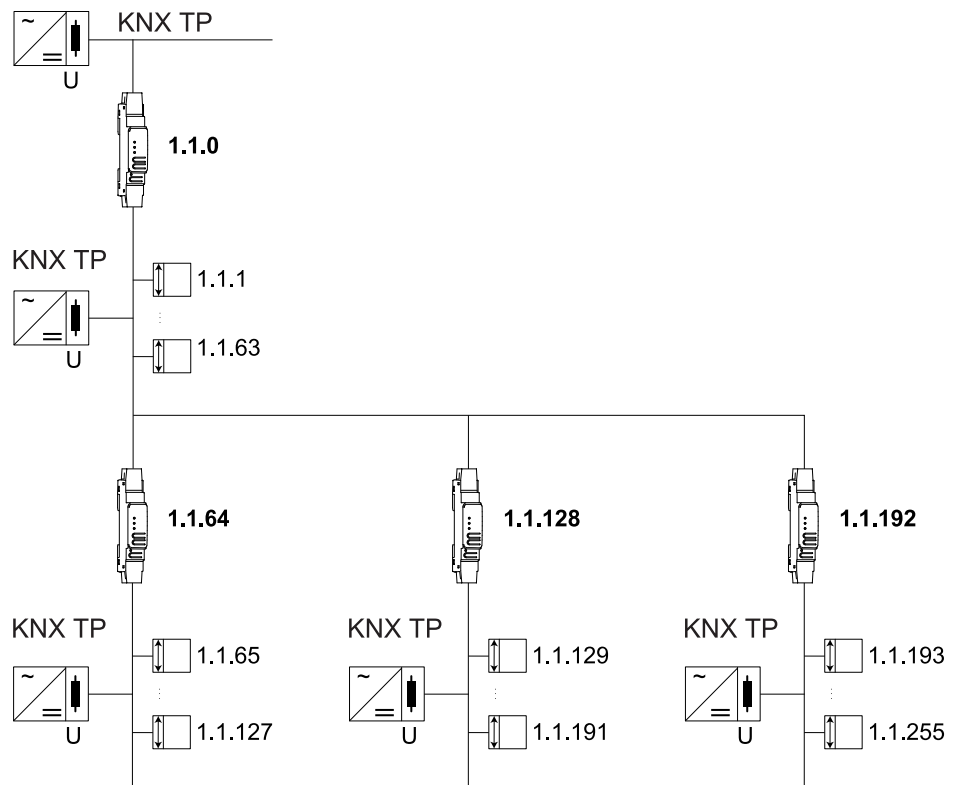 KNX TP
~
=
U
1.1.0
KNX TP
~
=
U
1.1.1
1.1.63
1.1.64
1.1.128
1.1.192
KNX TP
~
=
U
1.1.65
1.1.127
KNX TP
~
=
U
1.1.129
1.1.191
KNX TP
~
=
U
1.1.193
1.1.255